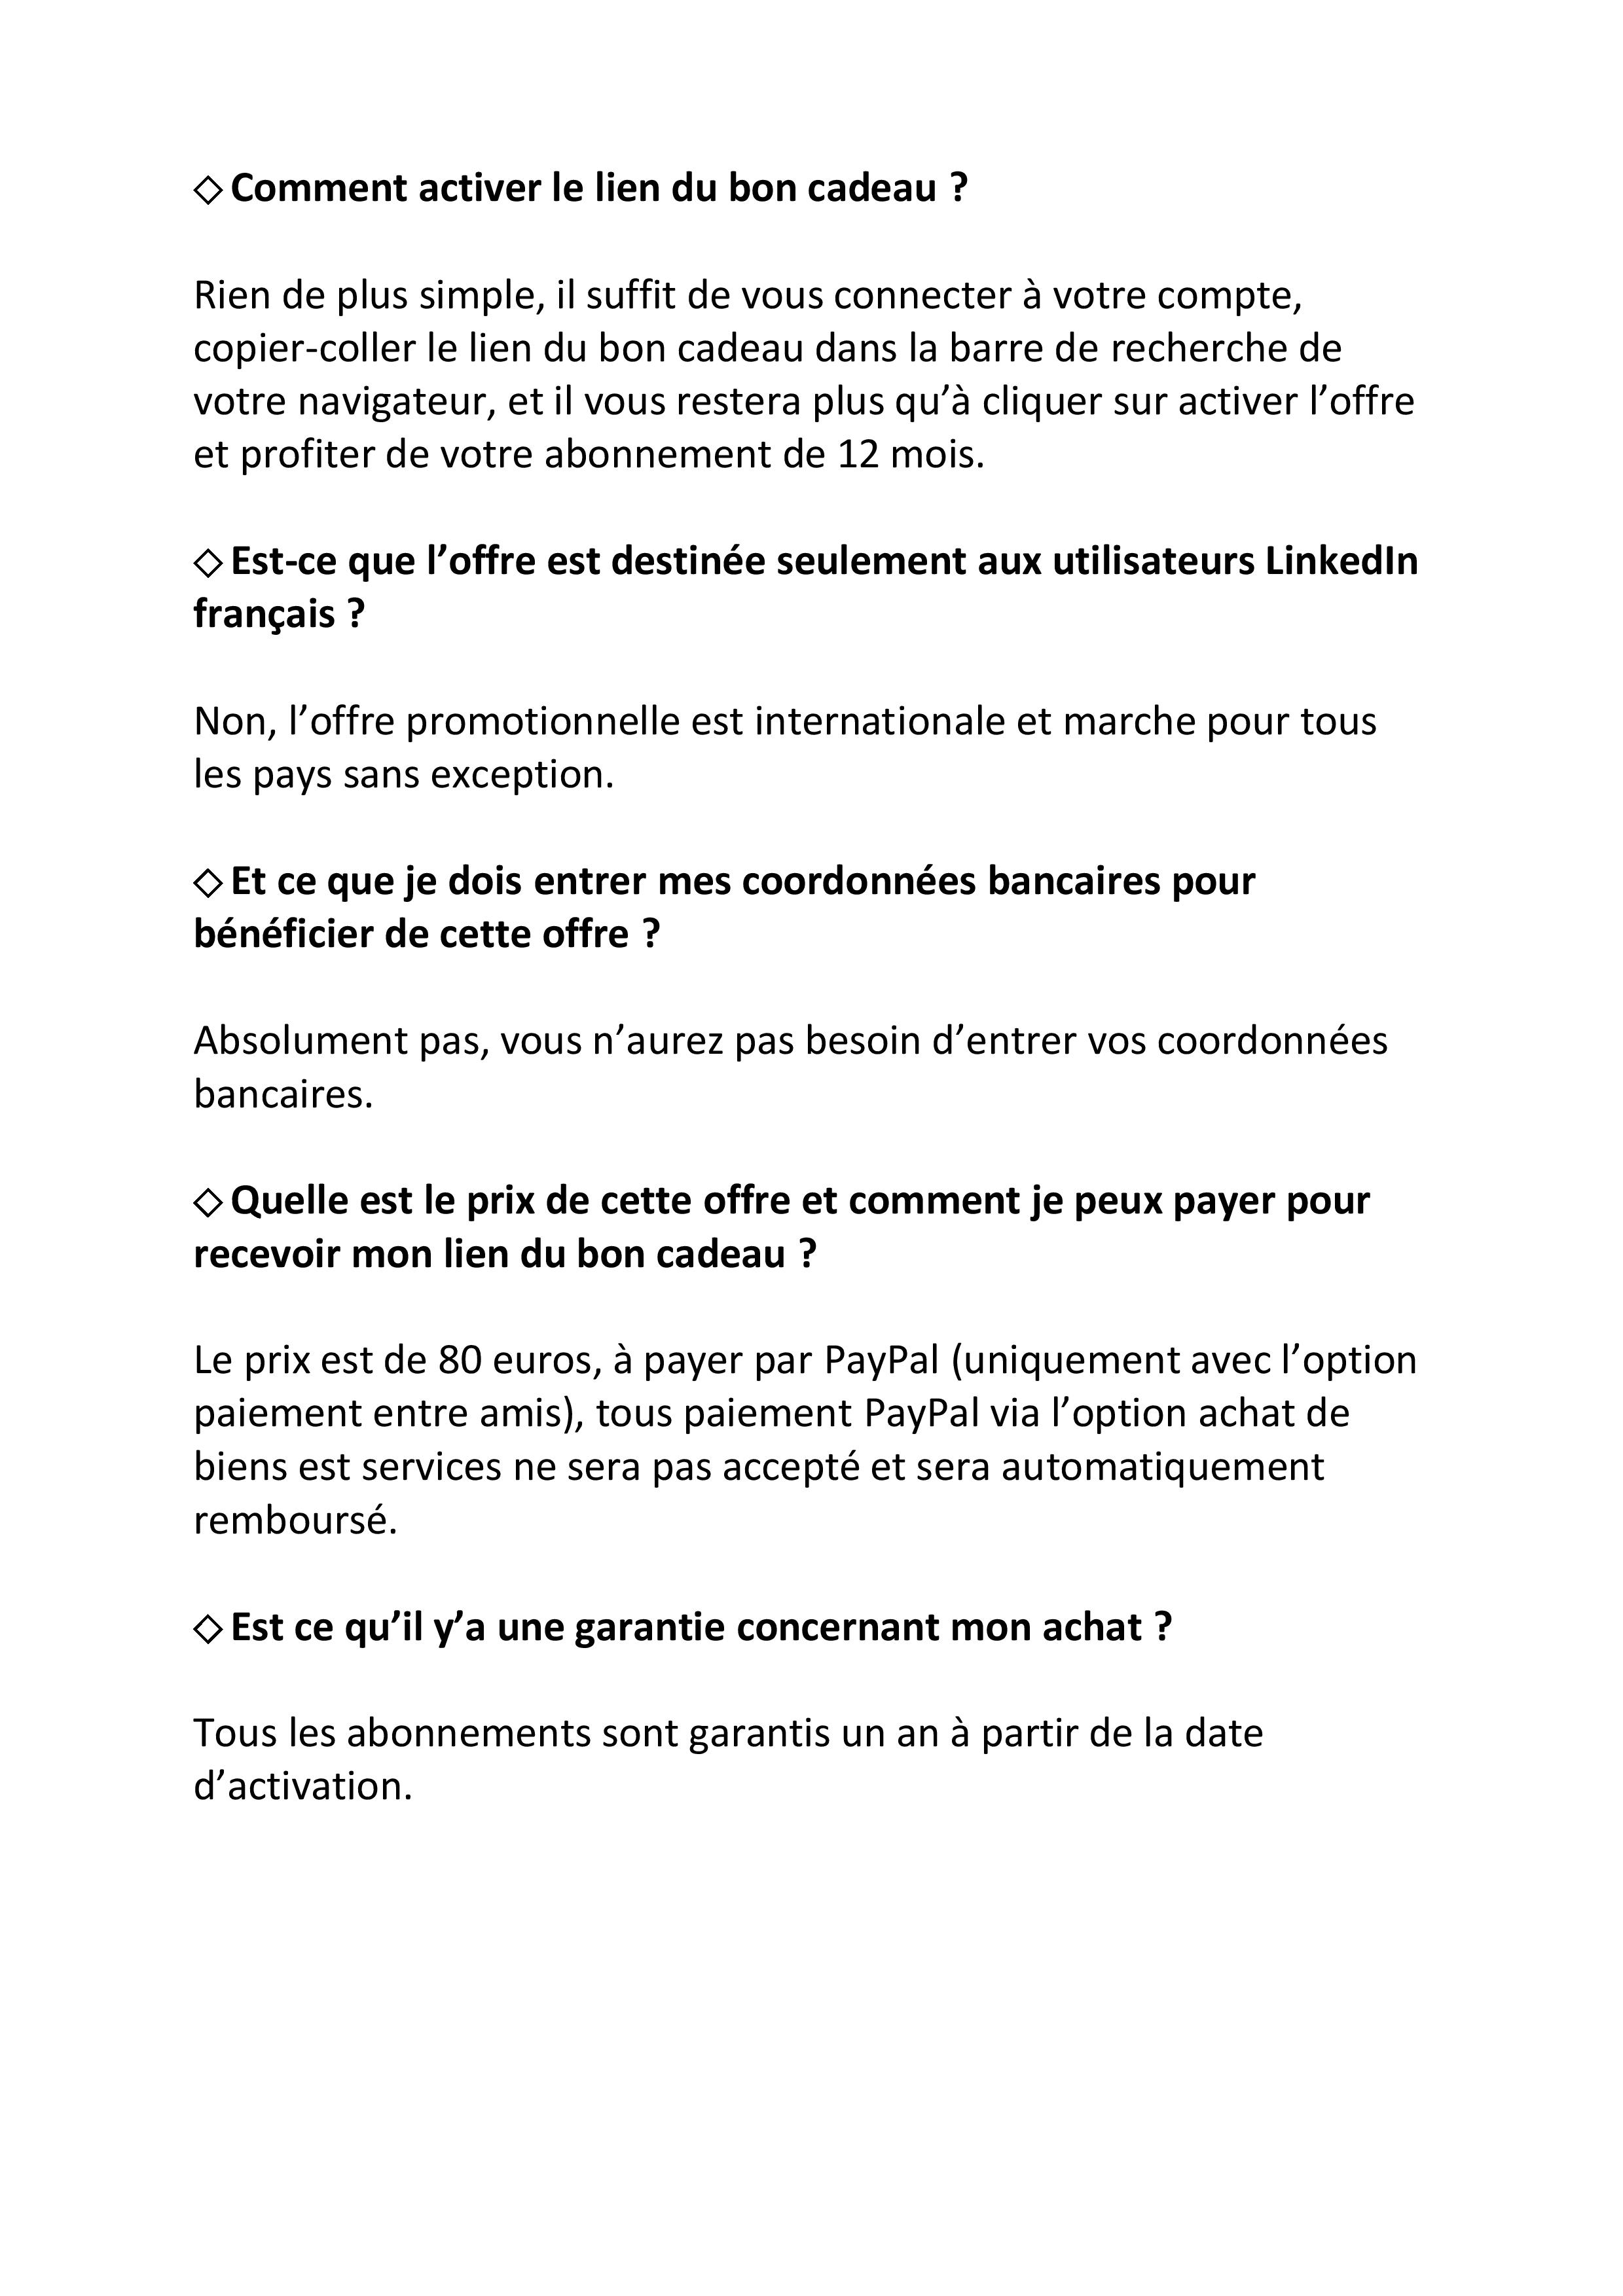 ◇ Comment activer le lien du bon cadeau ?
Rien de plus simple, il suffit de vous connecter à votre compte,
copier-coller le lien du bon cadeau dans la barre de recherche de
votre navigateur, et il vous restera plus qu’à cliquer sur activer l’offre
et profiter de votre abonnement de 12 mois.
◇ Est-ce que l’offre est destinée seulement aux utilisateurs LinkedIn
français ?
Non, l’offre promotionnelle est internationale et marche pour tous
les pays sans exception.
◇ Et ce que je dois entrer mes coordonnées bancaires pour
bénéficier de cette offre ?
Absolument pas, vous n’aurez pas besoin d’entrer vos coordonnées
bancaires.
◇ Quelle est le prix de cette offre et comment je peux payer pour
recevoir mon lien du bon cadeau ?
Le prix est de 80 euros, à payer par PayPal (uniquement avec l’option
paiement entre amis), tous paiement PayPal via l’option achat de
biens est services ne sera pas accepté et sera automatiquement
remboursé.
◇ Est ce qu’il y’a une garantie concernant mon achat ?
Tous les abonnements sont garantis un an à partir de la date
d’activation.